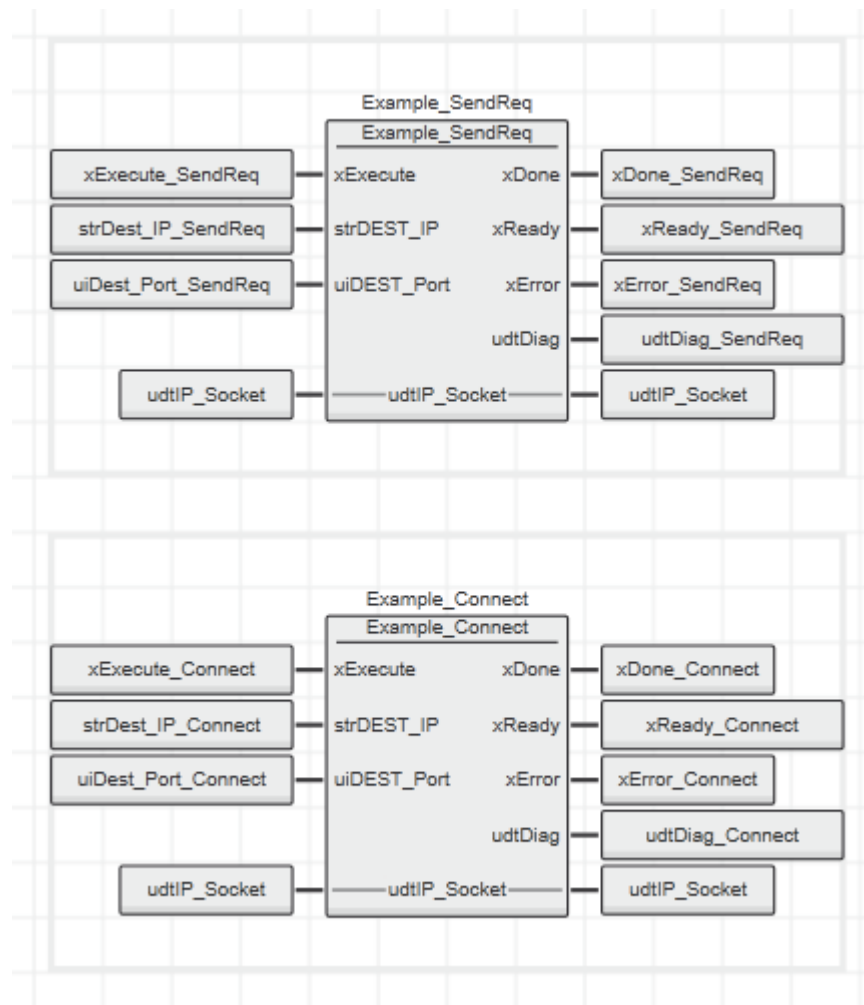 Example_SendReq
Example_SendReq
xExecute_SendReq xExecute xDone xDone_SendReq
strDest_IP_SendReq strDEST_IP xReady xReady_SendReq
uiDest_Port_SendReq uiDEST_Port xError xError_SendReq
udtDiag udtDiag_SendReq
udtIP_Socket udtIP_Socket udtIP_Socket
Example_Connect
Example_Connect
xExecute_Connect xExecute xDone xDone_Connect
strDest_IP_Connect strDEST_IP xReady xReady_Connect
uiDest_Port_Connect uiDEST_Port xError xError_Connect
udtDiag udtDiag_Connect
udtIP_Socket udtIP_Socket udtIP_Socket